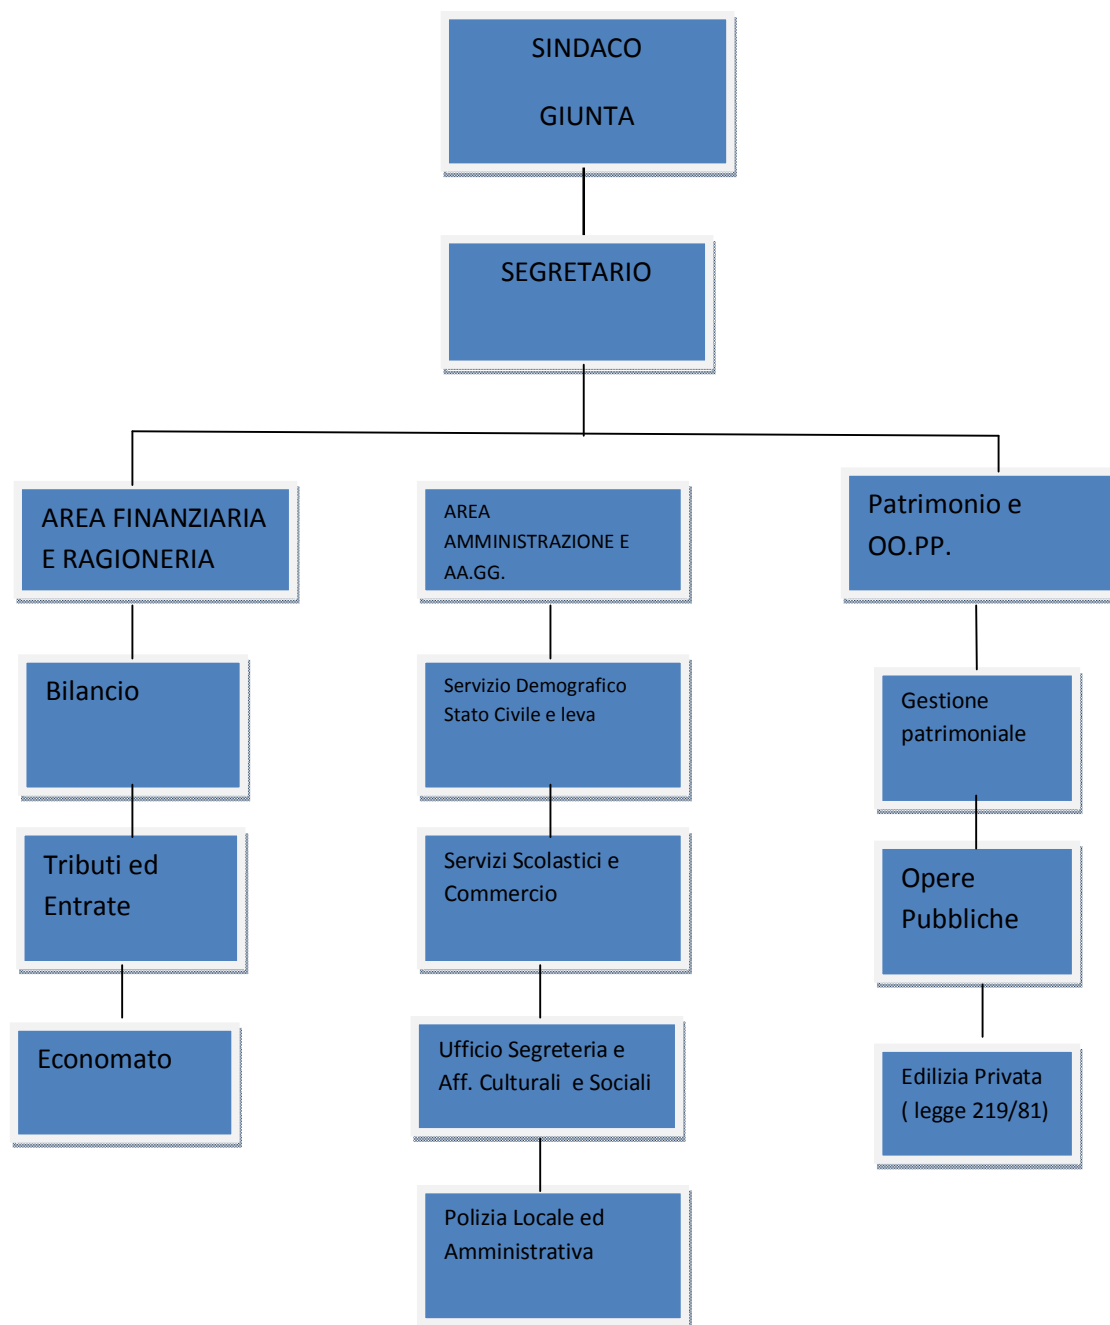 SINDACO
GIUNTA
SEGRETARIO
AREA FINANZIARIA
E RAGIONERIA
AREA
AMMINISTRAZIONE E
AA.GG.
Patrimonio e
OO.PP.
Bilancio
Servizio Demografico
Stato Civile e leva
Gestione
patrimoniale
Tributi ed
Entrate
Servizi Scolastici e
Commercio
Opere
Pubbliche
Economato
Ufficio Segreteria e
Aff. Culturali e Sociali
Edilizia Privata
( legge 219/81)
Polizia Locale ed
Amministrativa